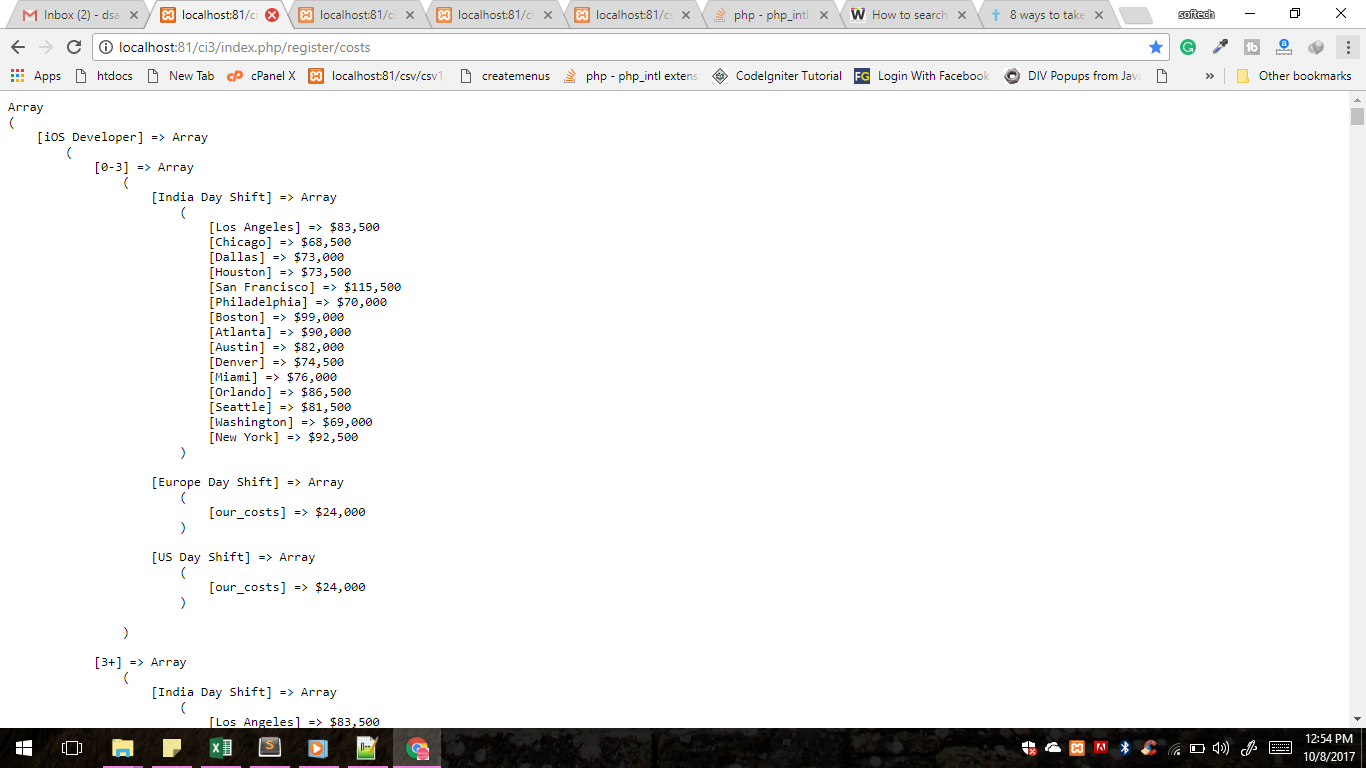 Inbox (2) - dsa
localhost:81/ci
localhost:81/ci
localhost:81/ci
localhost:81/cs
php - php_intl
How to search
8 ways to take
softech
localhost:81/ci3/index.php/register/costs
Apps
htdocs
New Tab
cPanel X
localhost:81/csv/csv1
createmenus
php - php_intl extens
CodeIgniter Tutorial
FG
Login With Facebook
DIV Popups from Java
»
Other bookmarks
Array
(
[iOS Developer] => Array
(
[0-3] => Array
(
[India Day Shift] => Array
(
[Los Angeles] => $83,500
[Chicago] => $68,500
[Dallas] => $73,000
[Houston] => $73,500
[San Francisco] => $115,500
[Philadelphia] => $70,000
[Boston] => $99,000
[Atlanta] => $90,000
[Austin] => $82,000
[Denver] => $74,500
[Miami] => $76,000
[Orlando] => $86,500
[Seattle] => $81,500
[Washington] => $69,000
[New York] => $92,500
)
[Europe Day Shift] => Array
(
[our_costs] => $24,000
)
[US Day Shift] => Array
(
[our_costs] => $24,000
)
)
[3+] => Array
(
[India Day Shift] => Array
(
[Los Angeles] => $83,500
12:54 PM
10/8/2017